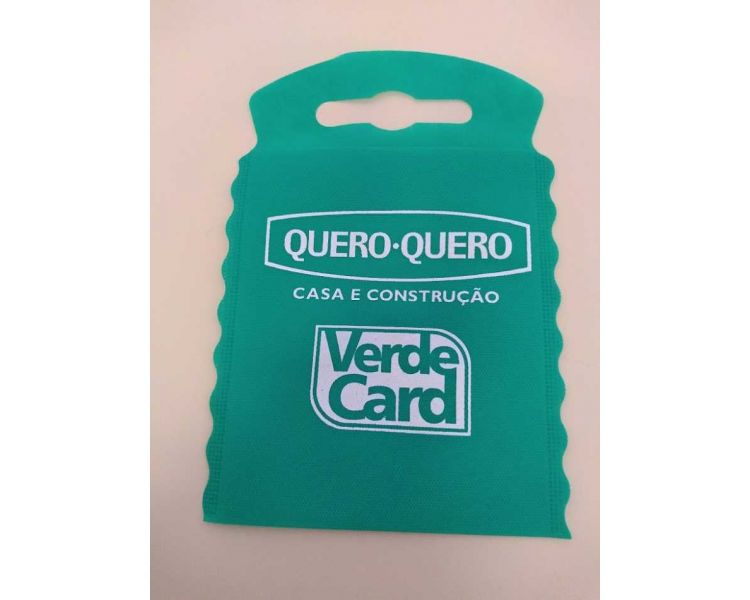 QUERO·QUERO
CASA E CONSTRUÇÃO
Verde
Card